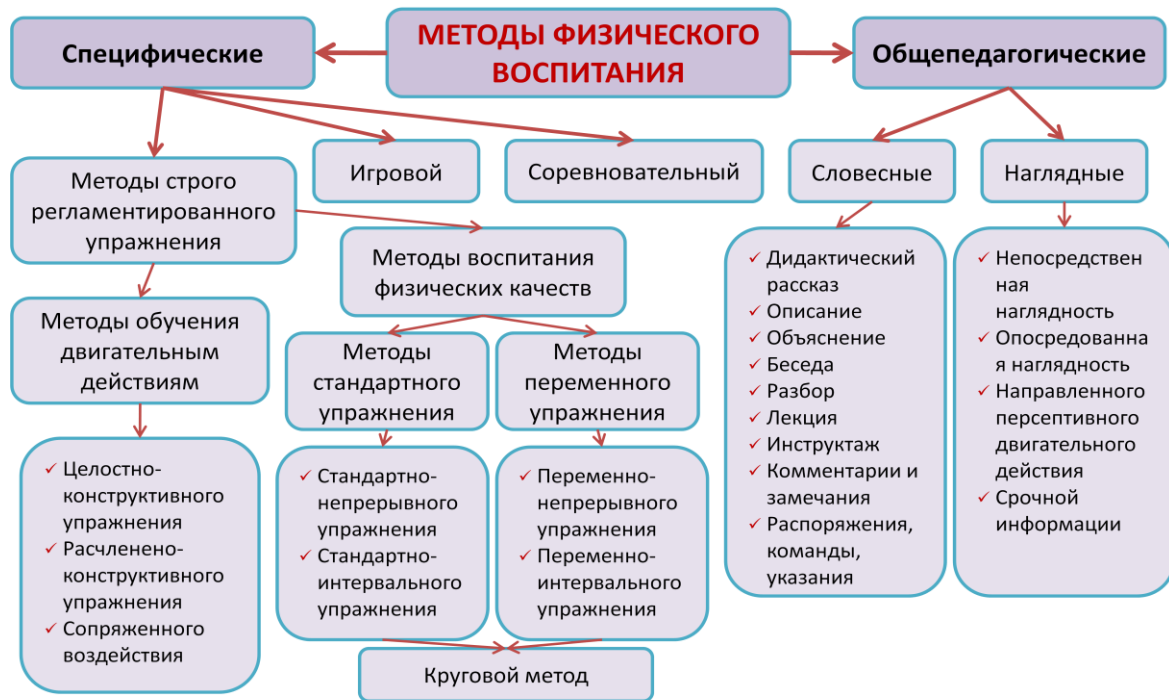 МЕТОДЫ ФИЗИЧЕСКОГО
ВОСПИТАНИЯ
Специфические
Общепедагогические
Методы строго
регламентированного
упражнения
Игровой
Соревновательный
Словесные
Наглядные
Методы обучения
двигательным
действиям
Методы воспитания
физических качеств
Методы
стандартного
упражнения
Методы
переменного
упражнения
Целостно-
конструктивного
упражнения
Расчленено-
конструктивного
упражнения
Сопряженного
воздействия
Стандартно-
непрерывного
упражнения
Стандартно-
интервального
упражнения
Переменно-
непрерывного
упражнения
Переменно-
интервального
упражнения
Круговой метод
Дидактический
рассказ
Описание
Объяснение
Беседа
Разбор
Лекция
Инструктаж
Комментарии и
замечания
Распоряжения,
команды,
указания
Непосредствен
ная
наглядность
Опосредованна
я наглядность
Направленного
персептивного
двигательного
действия
Срочной
информации